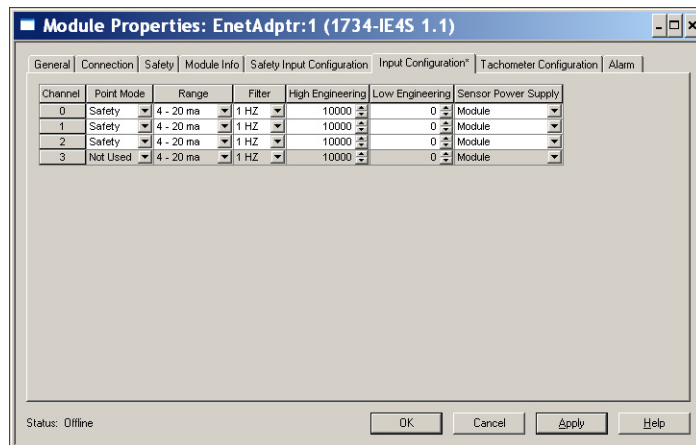 Module Properties: EnetAdptr:1 (1734-IE4S 1.1)
General Connection Safety Module Info Safety Input Configuration Input Configuration* Tachometer Configuration Alarm
Channel Point Mode Range Filter High Engineering Low Engineering Sensor Power Supply
0 Safety 4 - 20 ma 1 HZ 10000 0 Module
1 Safety 4 - 20 ma 1 HZ 10000 0 Module
2 Safety 4 - 20 ma 1 HZ 10000 0 Module
3 Not Used 4 - 20 ma 1 HZ 10000 0 Module
Status: Offline OK Cancel Apply Help